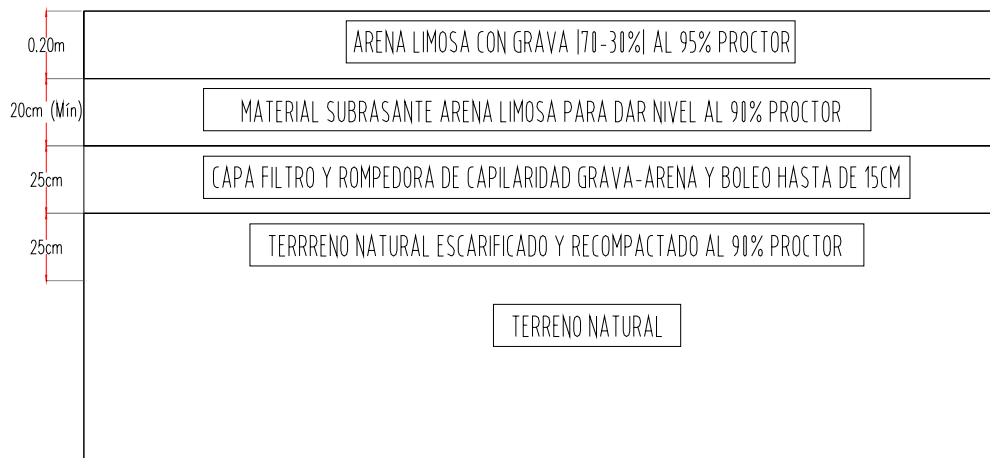 0.20m
ARENA LIMOSA CON GRAVA |70-30%| AL 95% PROCTOR
20cm (Mín)
MATERIAL SUBRASANTE ARENA LIMOSA PARA DAR NIVEL AL 90% PROCTOR
25cm
CAPA FILTRO Y ROMPEDORA DE CAPILARIDAD GRAVA-ARENA Y BOLEO HASTA DE 15CM
25cm
TERRRENO NATURAL ESCARIFICADO Y RECOMPACTADO AL 90% PROCTOR
TERRENO NATURAL